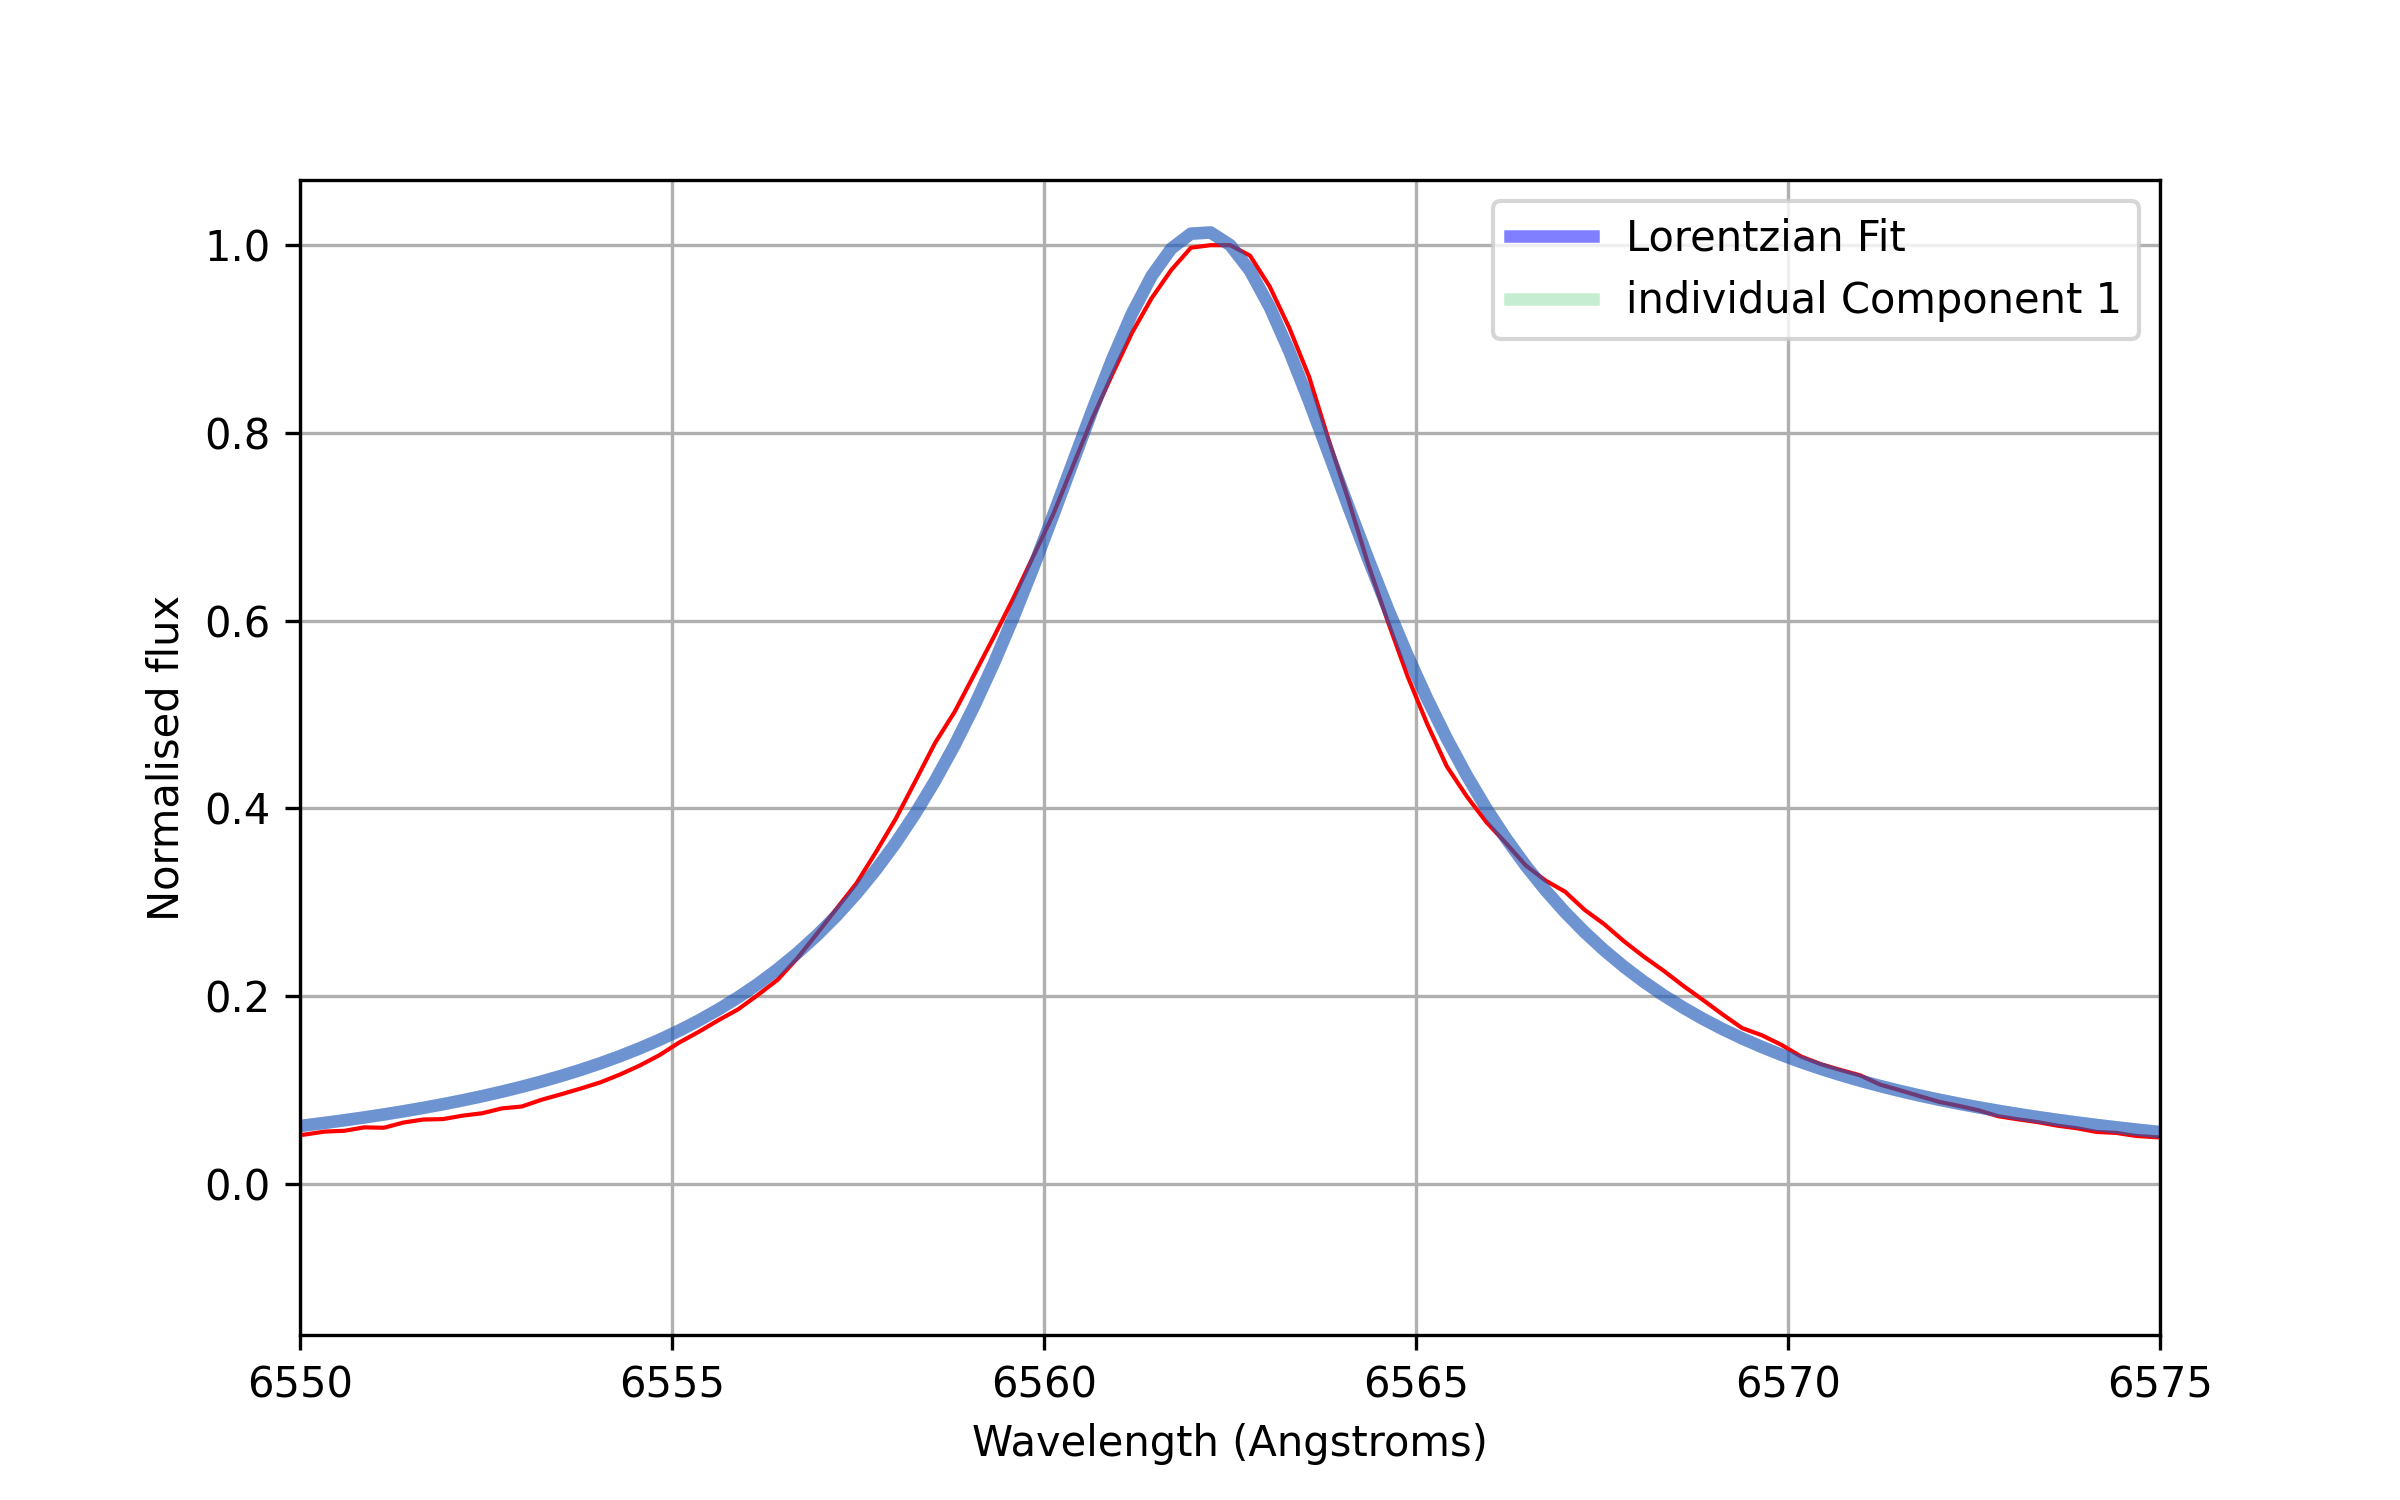 Lorentzian Fit
individual Component 1
1.0
0.8
0.6
0.4
0.2
0.0
Normalised flux
6550 6555 6560 6565 6570 6575
Wavelength (Angstroms)